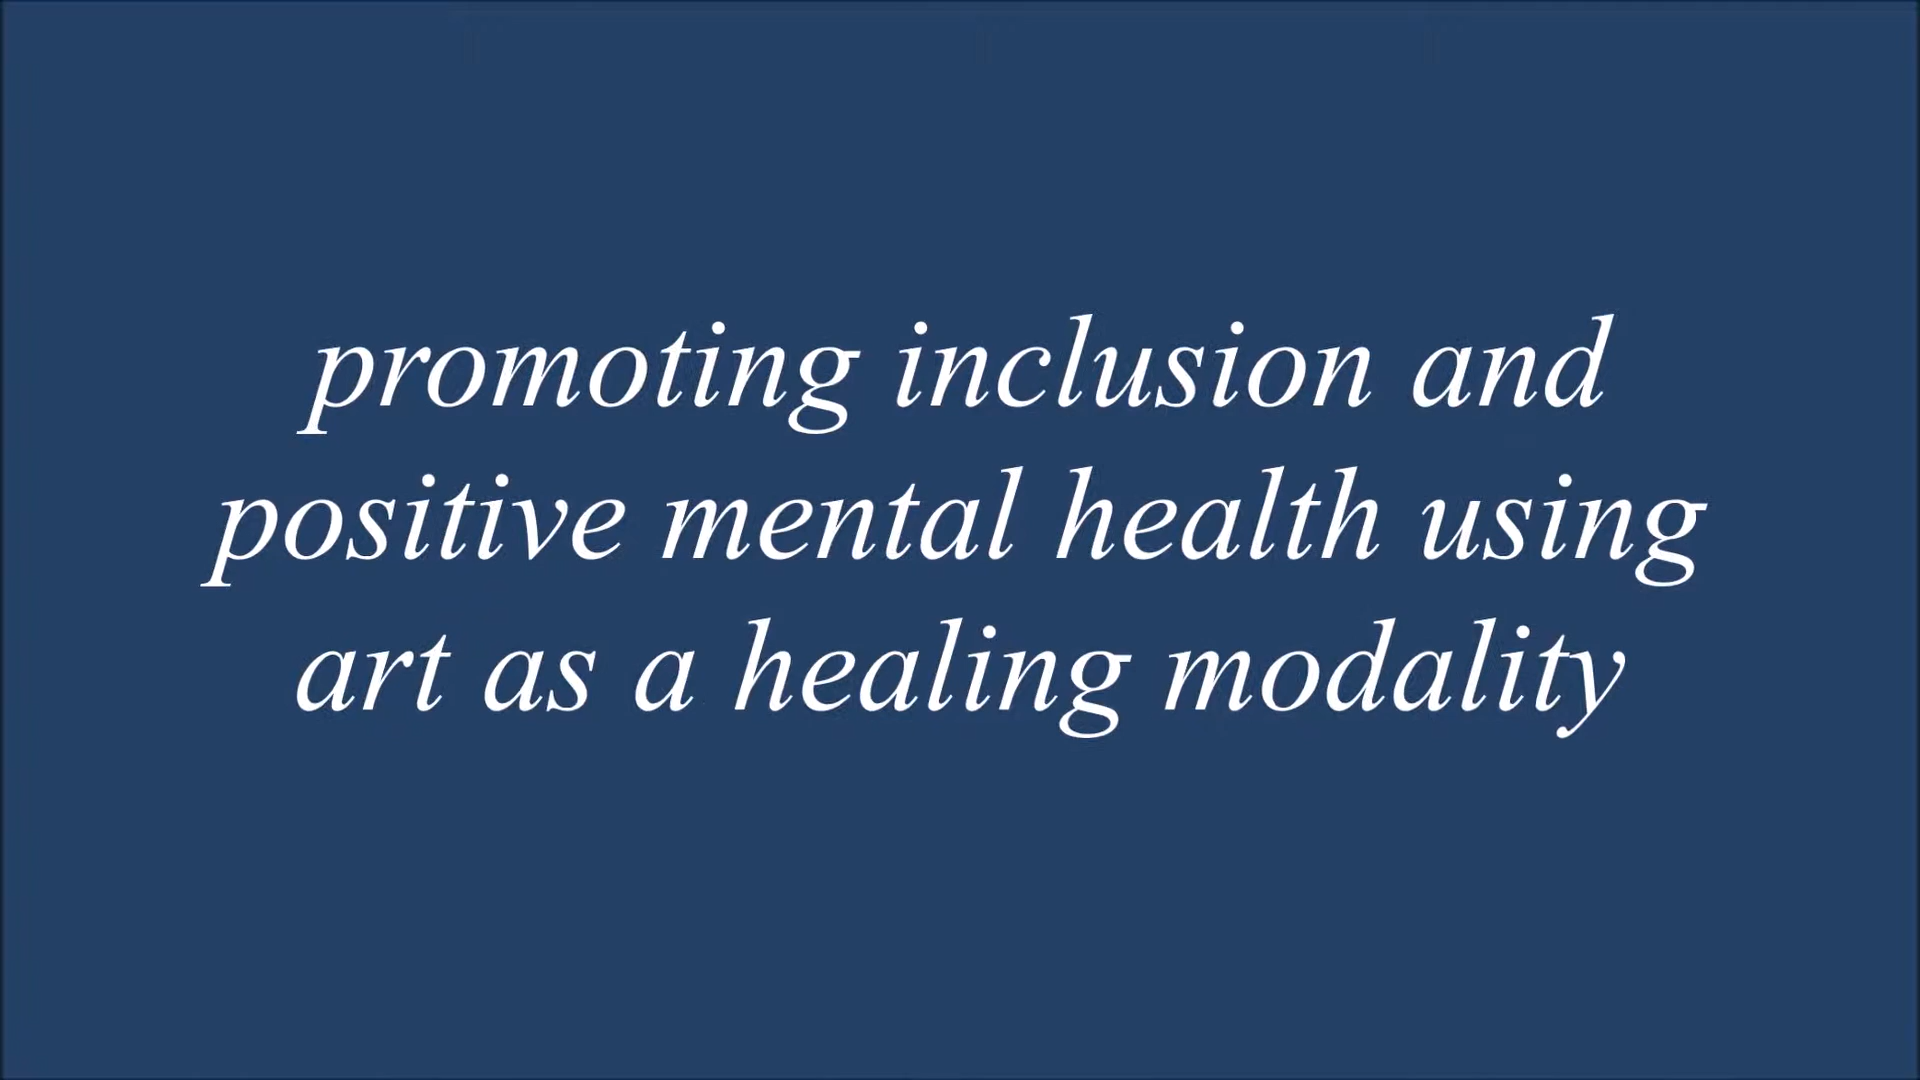 promoting inclusion and
positive mental health using
art as a healing modality